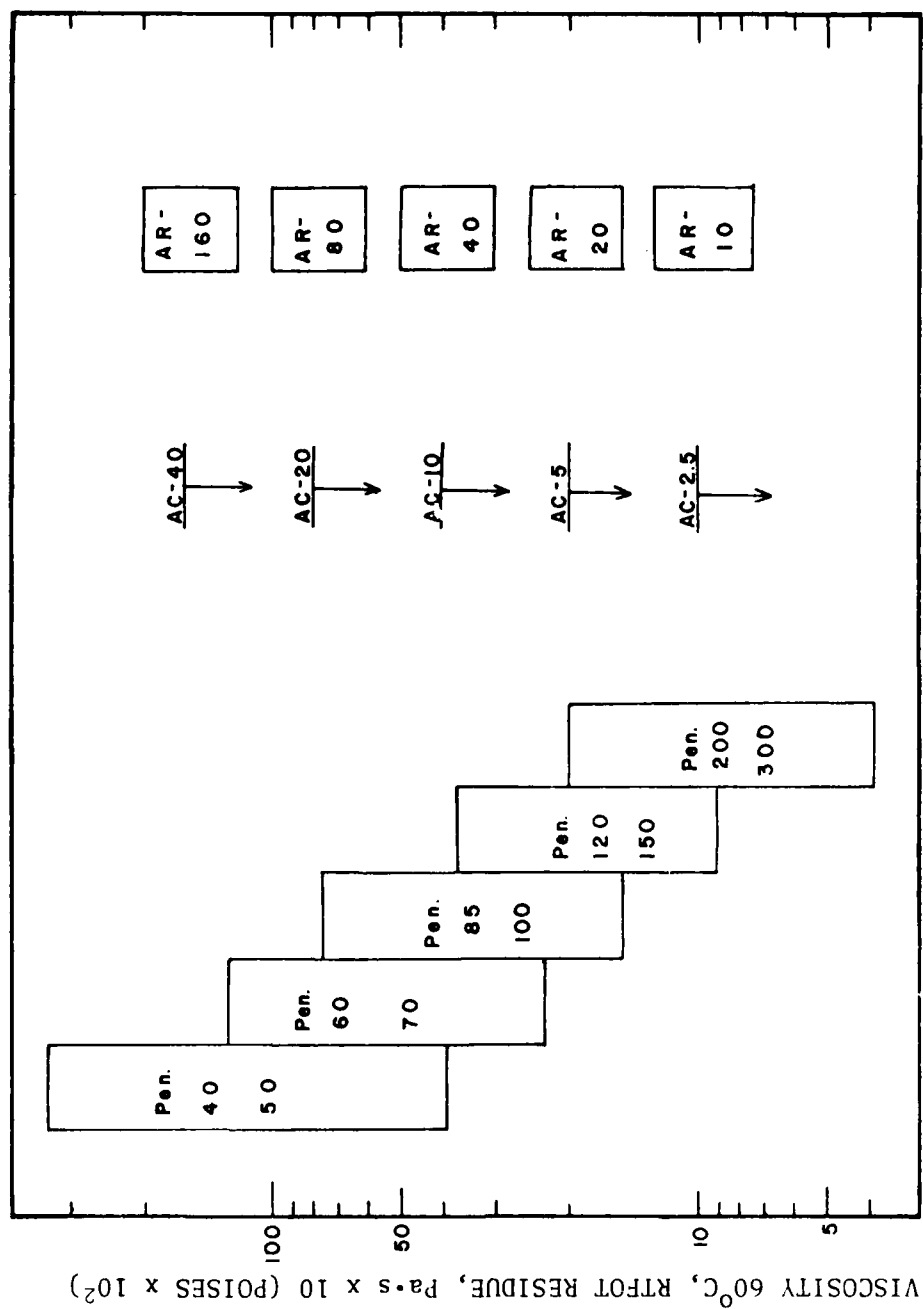 VISCOSITY 60°C, RTFOT RESIDUE, Pa•s x 10 (POISES x 10²)
100
50
10
5
Pen.
40
50
Pen.
60
70
Pen.
85
100
Pen.
120
150
Pen.
200
300
AC-40
AC-20
AC-10
AC-5
AC-2.5
AR-
160
AR-
80
AR-
40
AR-
20
AR-
10